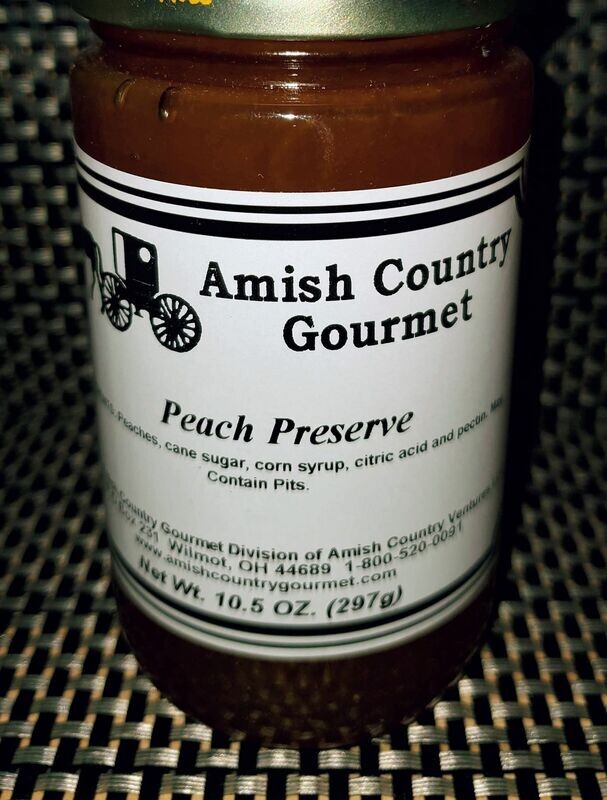 Amish Country
Gourmet
Peach Preserve
Peaches, cane sugar, corn syrup, citric acid and pectin. May
Contain Pits.
Country Gourmet Division of Amish Country Ventures
Box 231 Wilmot, OH 44689 1-800-520-0091
www.amishcountrygourmet.com
Net Wt. 10.5 OZ. (297g)